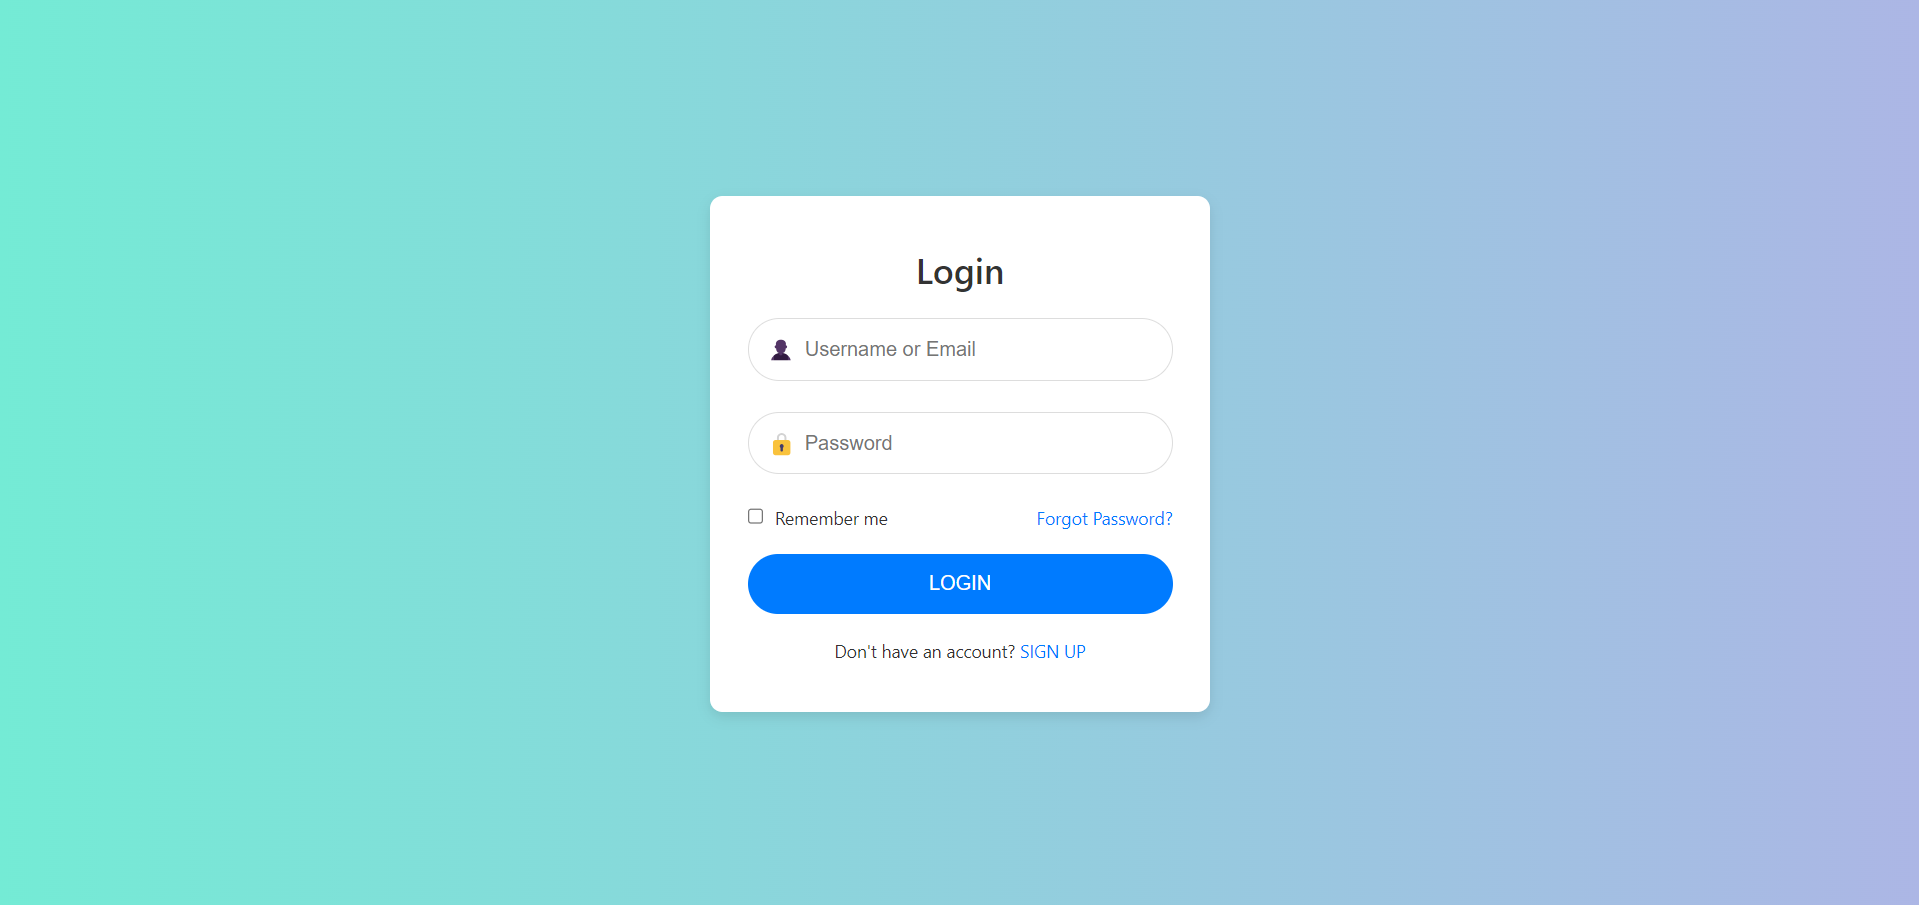 Login
Username or Email
Password
Remember me Forgot Password?
LOGIN
Don't have an account? SIGN UP